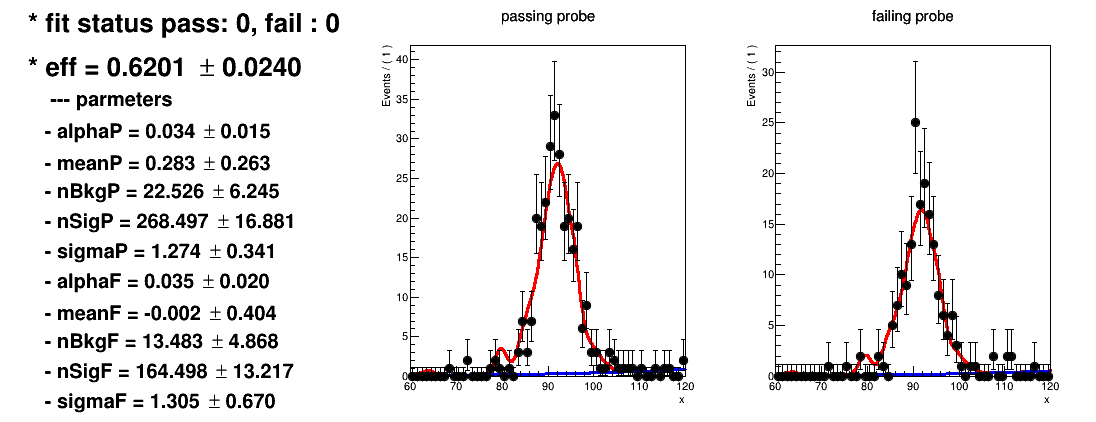 * fit status pass: 0, fail : 0
* eff = 0.6201 ± 0.0240
--- parmeters
- alphaP = 0.034 ± 0.015
- meanP = 0.283 ± 0.263
- nBkgP = 22.526 ± 6.245
- nSigP = 268.497 ± 16.881
- sigmaP = 1.274 ± 0.341
- alphaF = 0.035 ± 0.020
- meanF = -0.002 ± 0.404
- nBkgF = 13.483 ± 4.868
- nSigF = 164.498 ± 13.217
- sigmaF = 1.305 ± 0.670
passing probe
Events / ( 1 )
40
35
30
25
20
15
10
5
0
60 70 80 90 100 110 120
x
failing probe
Events / ( 1 )
30
25
20
15
10
5
0
60 70 80 90 100 110 120
x